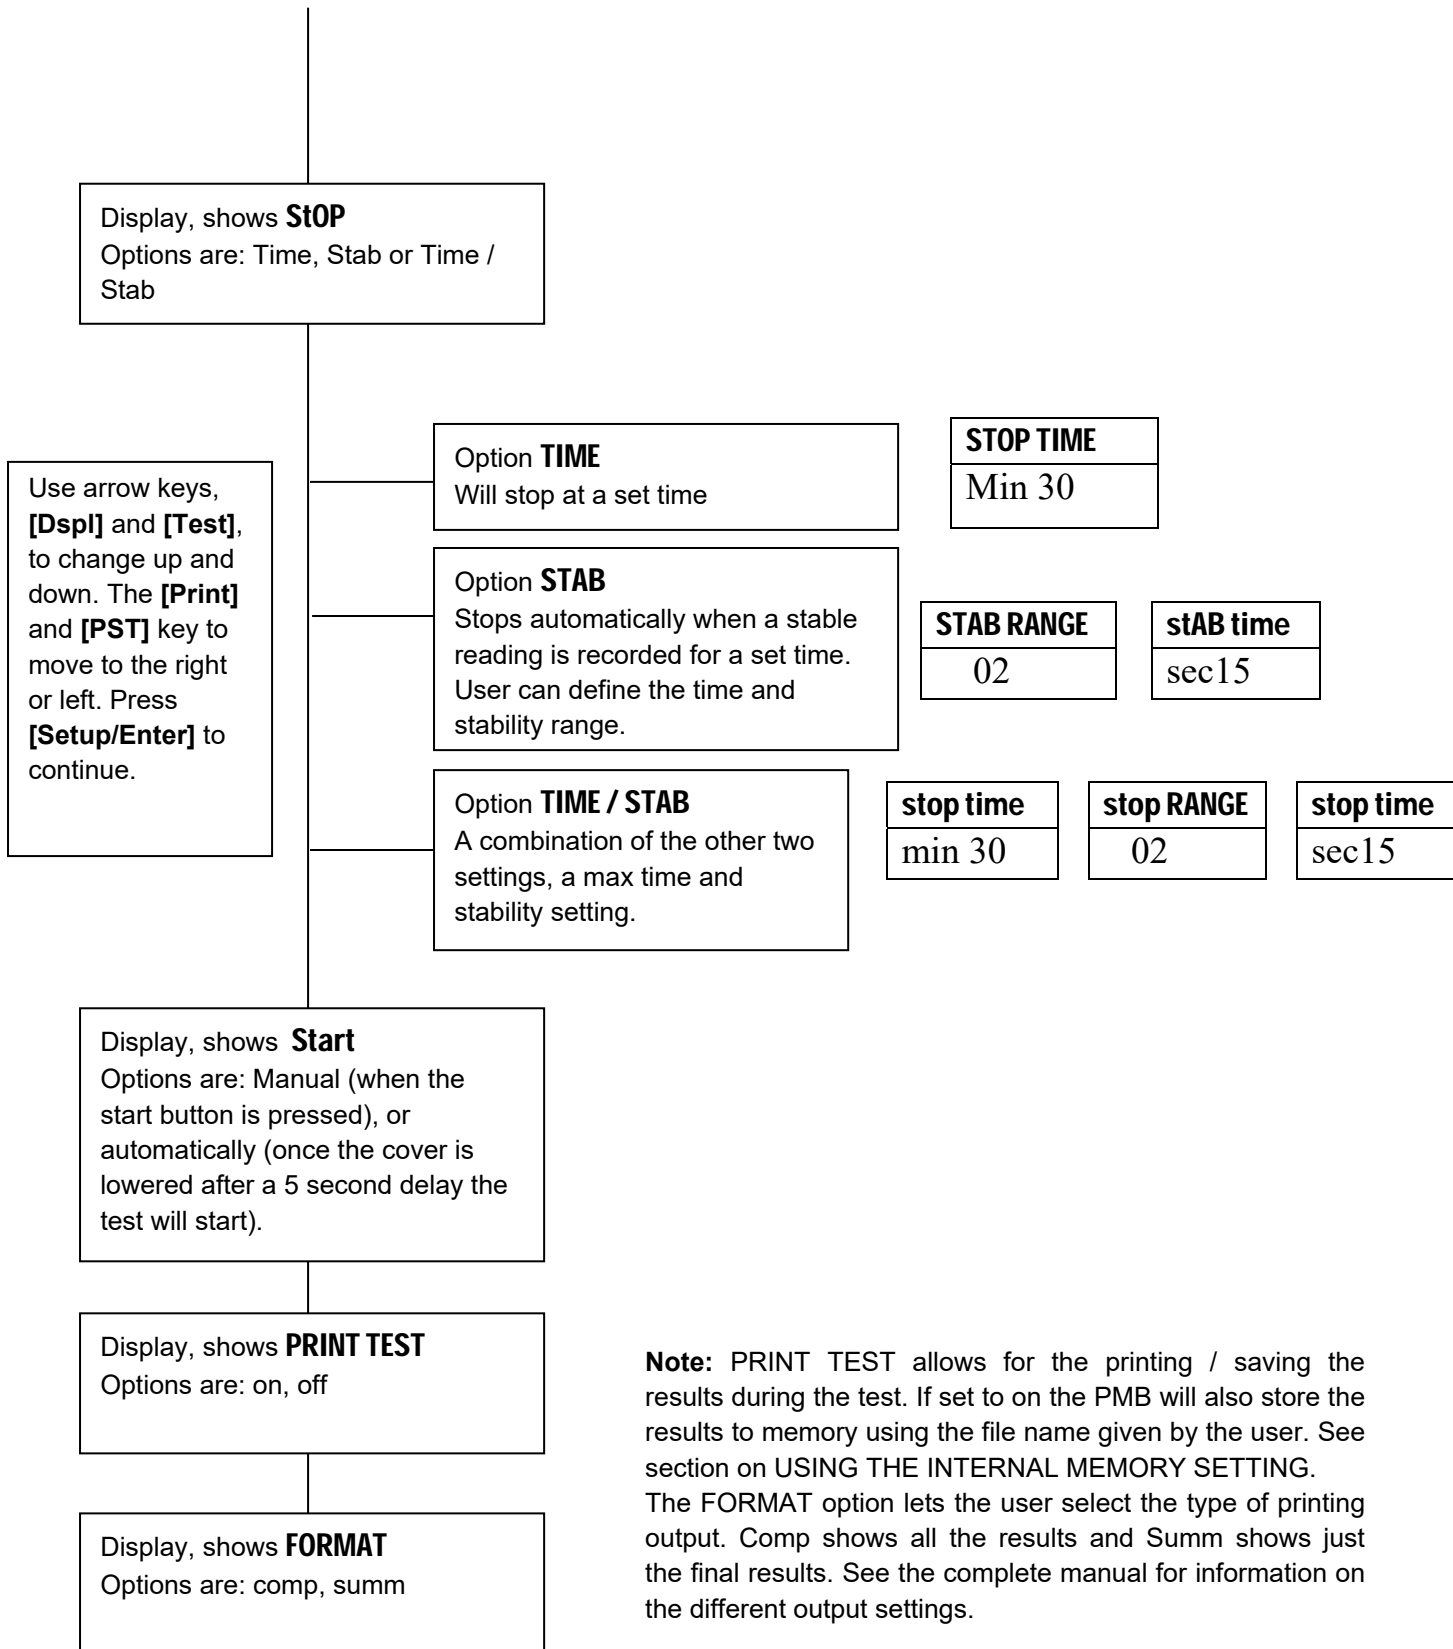 Display, shows StOP
Options are: Time, Stab or Time /
Stab
Use arrow keys,
[Dspl] and [Test],
to change up and
down. The [Print]
and [PST] key to
move to the right
or left. Press
[Setup/Enter] to
continue.
Option TIME
Will stop at a set time
STOP TIME
Min 30
Option STAB
Stops automatically when a stable
reading is recorded for a set time.
User can define the time and
stability range.
STAB RANGE
02
stAB time
sec15
Option TIME / STAB
A combination of the other two
settings, a max time and
stability setting.
stop time
min 30
stop RANGE
02
stop time
sec15
Display, shows Start
Options are: Manual (when the
start button is pressed), or
automatically (once the cover is
lowered after a 5 second delay the
test will start).
Display, shows PRINT TEST
Options are: on, off
Display, shows FORMAT
Options are: comp, summ
Note: PRINT TEST allows for the printing / saving the
results during the test. If set to on the PMB will also store the
results to memory using the file name given by the user. See
section on USING THE INTERNAL MEMORY SETTING.
The FORMAT option lets the user select the type of printing
output. Comp shows all the results and Summ shows just
the final results. See the complete manual for information on
the different output settings.